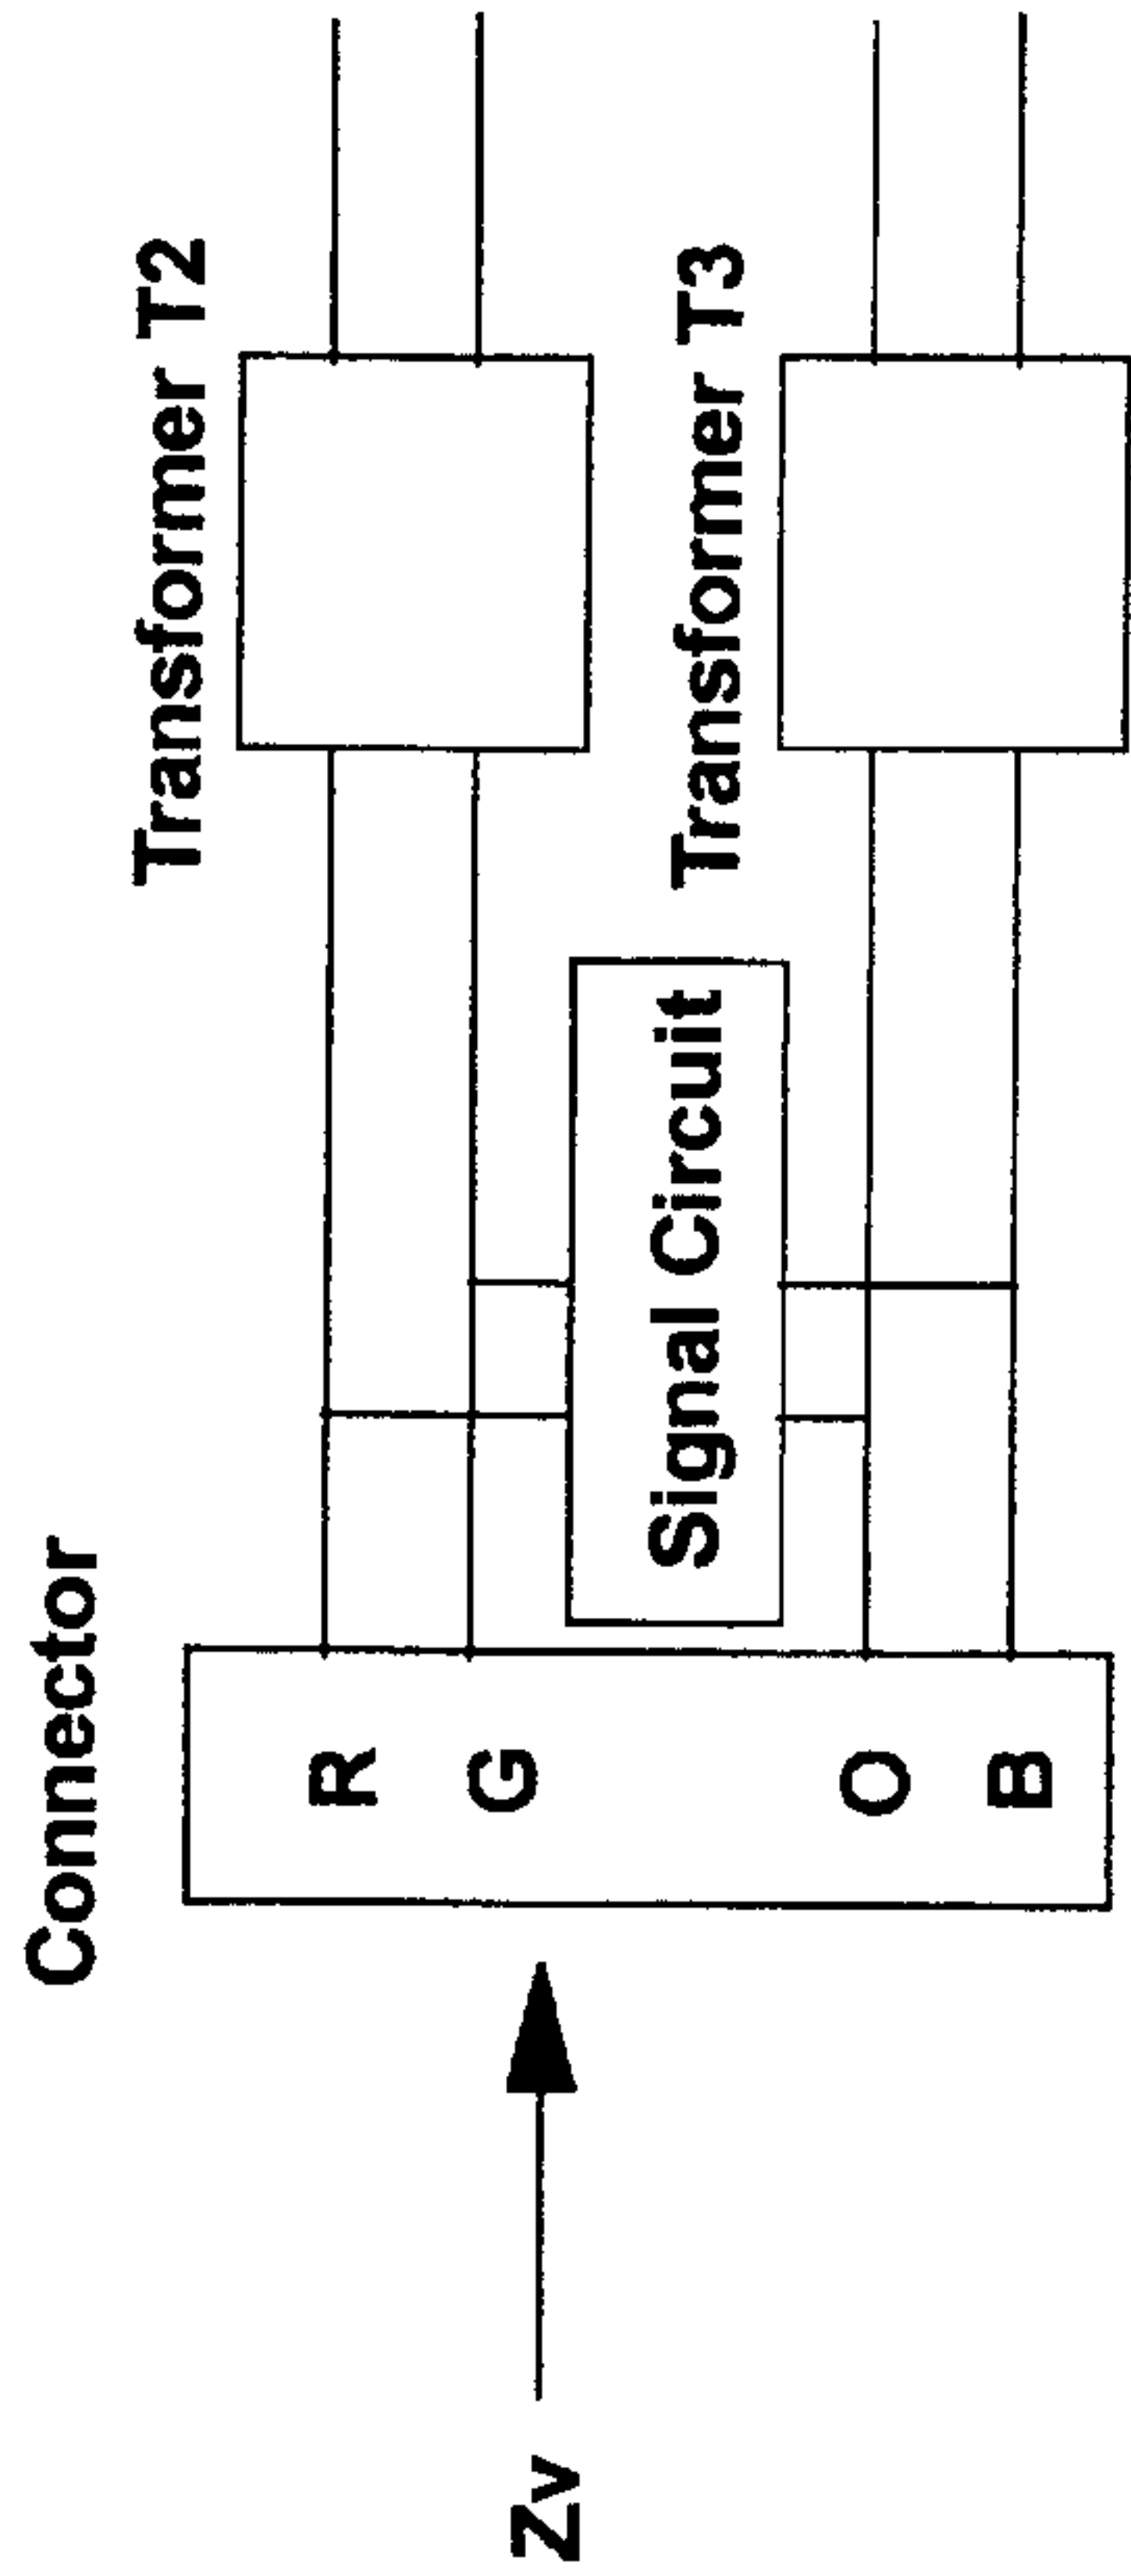 Connector
Transformer T2
R
G
Zv
Signal Circuit
Transformer T3
O
B